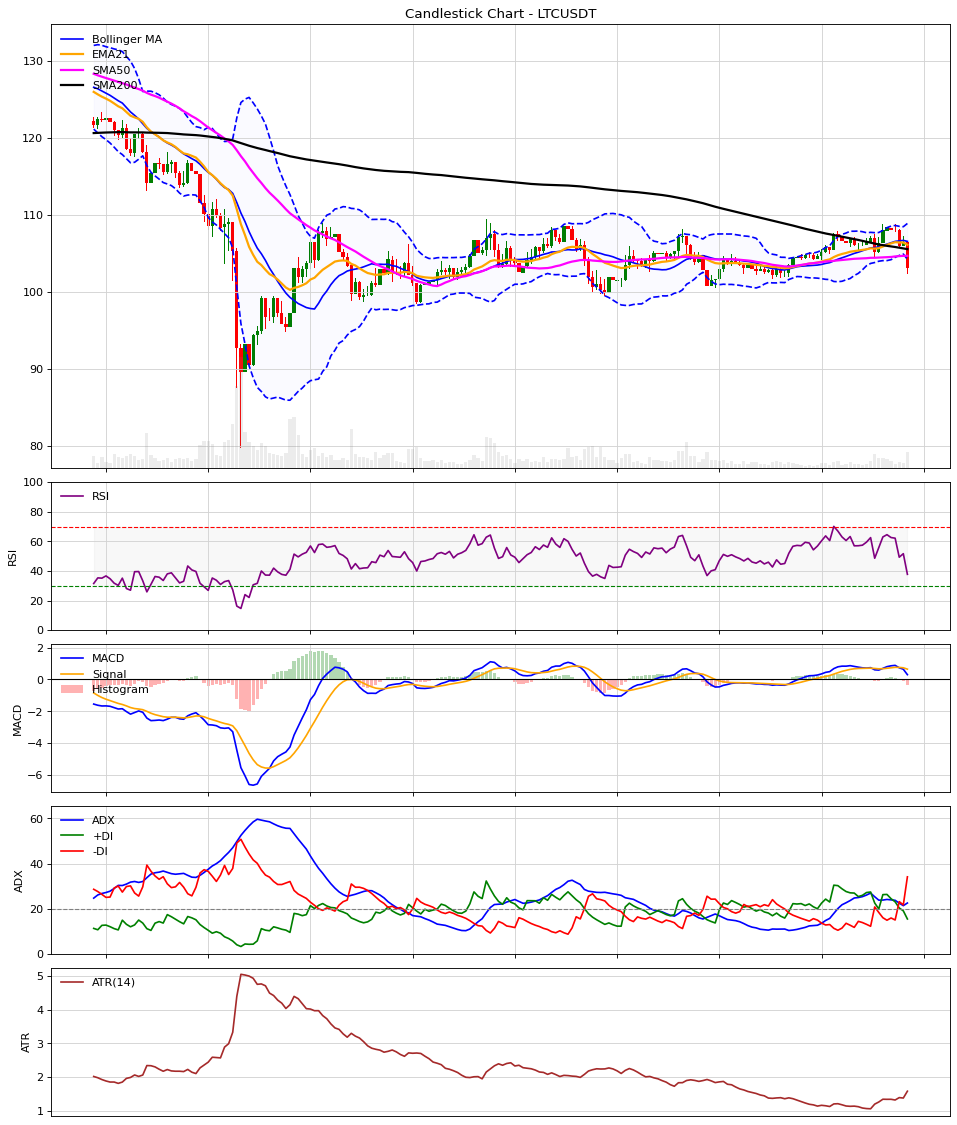 Candlestick Chart - LTCUSDT
Bollinger MA
EMA21
SMA50
SMA200
130
120
110
100
90
80
RSI
100
80
60
40
20
0
RSI
MACD
Signal
Histogram
2
0
−2
−4
−6
MACD
ADX
+DI
-DI
60
40
20
0
ADX
ATR(14)
5
4
3
2
1
ATR